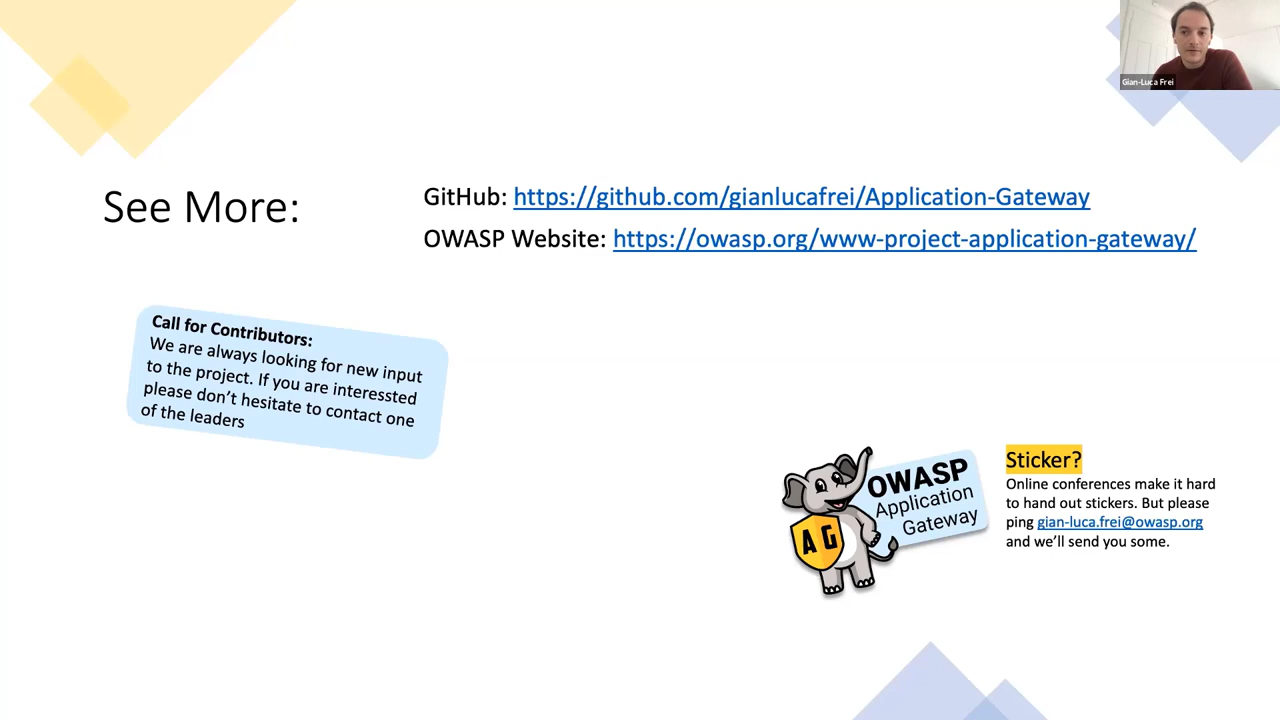 Gian-Luca Frei
See More:
GitHub: https://github.com/gianlucafrei/Application-Gateway
OWASP Website: https://owasp.org/www-project-application-gateway/
Call for Contributors:
We are always looking for new input
to the project. If you are interessted
please don't hesitate to contact one
of the leaders
AG
OWASP
Application
Gateway
Sticker?
Online conferences make it hard
to hand out stickers. But please
ping gian-luca.frei@owasp.org
and we'll send you some.